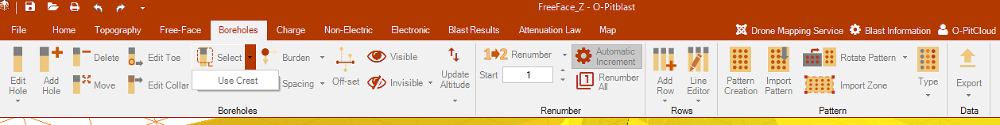 FreeFace_Z - O-Pitblast
File Home Topography Free-Face Boreholes Charge Non-Electric Electronic Blast Results Attenuation Law Map Drone Mapping Service Blast Information O-PitCloud
Edit Hole
Add Hole
Delete
Move
Edit Toe
Edit Collar
Select
Use Crest
Burden
Spacing
Off-set
Visible
Invisible
Update Altitude
Boreholes
1→2 Renumber
Start 1
Automatic Increment
1 Renumber All
Renumber
Add Row
Line Editor
Rows
Pattern Creation
Import Pattern
Rotate Pattern
Import Zone
Type
Pattern
Export
Data